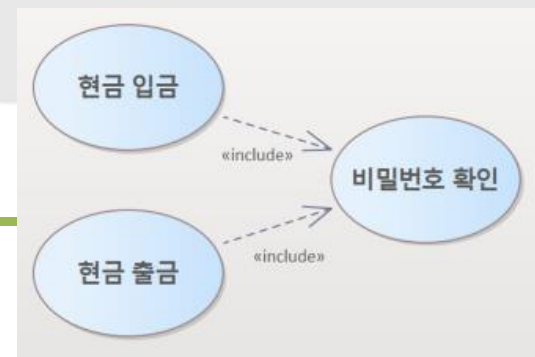 현금 입금
«include»
비밀번호 확인
«include»
현금 출금